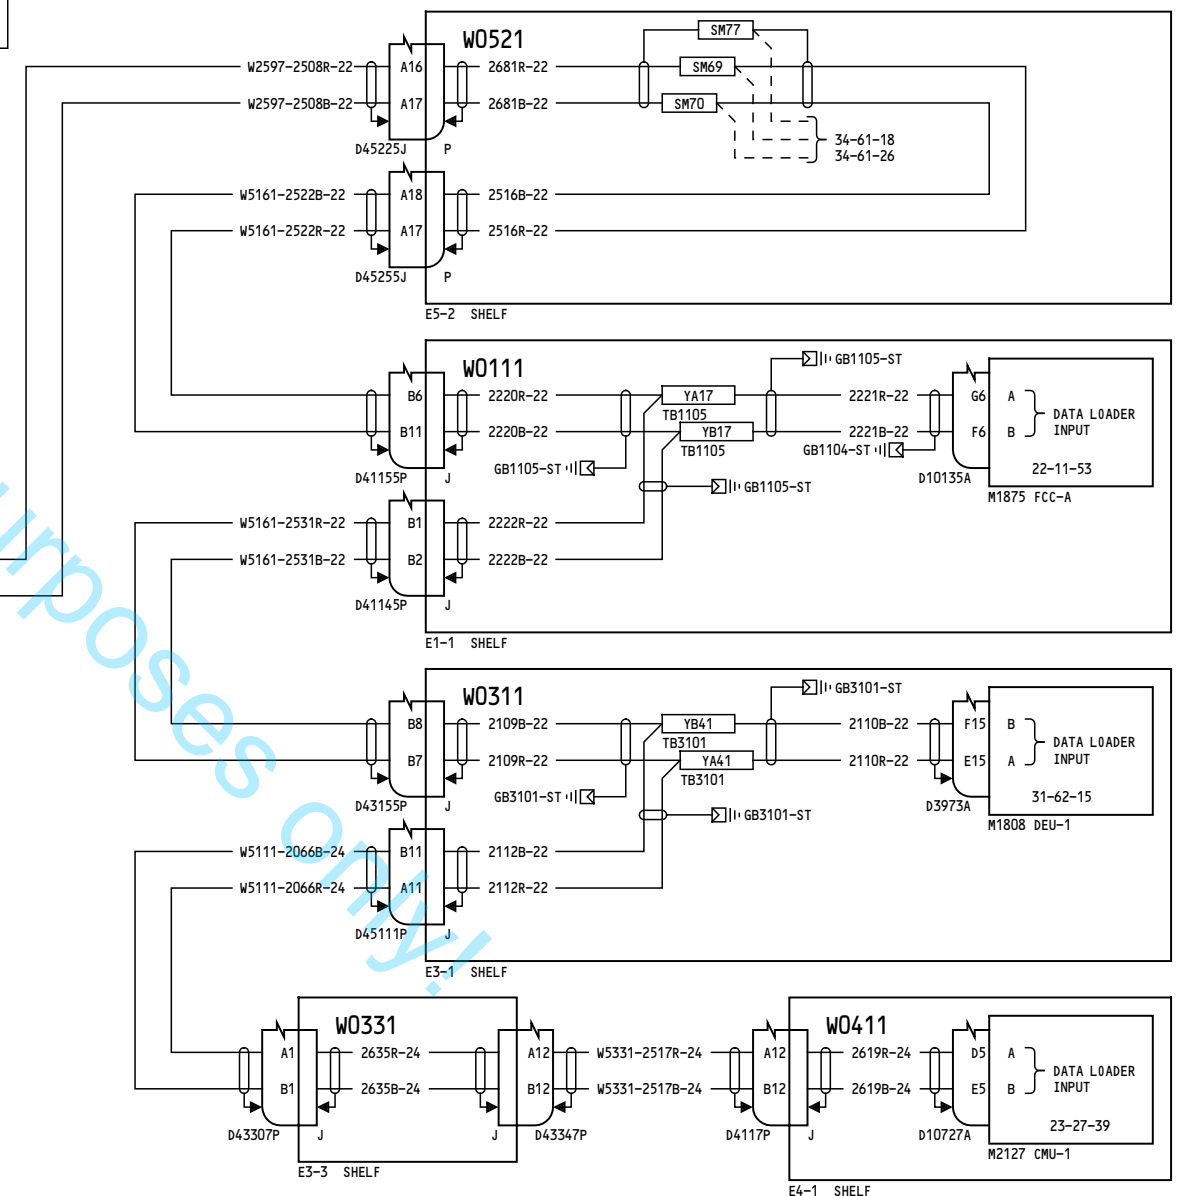 W0521
SM77
W2597-2508R-22
A16
2681R-22
SM69
W2597-2508B-22
A17
2681B-22
SM70
34-61-18
34-61-26
D45225J
P
W5161-2522B-22
A18
2516B-22
W5161-2522R-22
A17
2516R-22
D45255J
P
E5-2 SHELF
W0111
GB1105-ST
B6
2220R-22
YA17
TB1105
2221R-22
G6
A
B11
2220B-22
YB17
TB1105
2221B-22
F6
B
DATA LOADER
INPUT
GB1105-ST
GB1104-ST
22-11-53
D41155P
J
D10135A
M1875 FCC-A
GB1105-ST
W5161-2531R-22
B1
2222R-22
W5161-2531B-22
B2
2222B-22
D41145P
J
E1-1 SHELF
urposes only!
W0311
GB3101-ST
B8
2109B-22
YB41
TB3101
2110B-22
F15
B
B7
2109R-22
YA41
TB3101
2110R-22
E15
A
DATA LOADER
INPUT
GB3101-ST
31-62-15
D43155P
J
D3973A
M1808 DEU-1
GB3101-ST
W5111-2066B-24
B11
2112B-22
W5111-2066R-24
A11
2112R-22
D45111P
J
E3-1 SHELF
W0331
W0411
A1
2635R-24
A12
W5331-2517R-24
A12
2619R-24
D5
A
B1
2635B-24
B12
W5331-2517B-24
B12
2619B-24
E5
B
DATA LOADER
INPUT
23-27-39
D43307P
J
J
D43347P
D4117P
J
D10727A
M2127 CMU-1
E3-3 SHELF
E4-1 SHELF